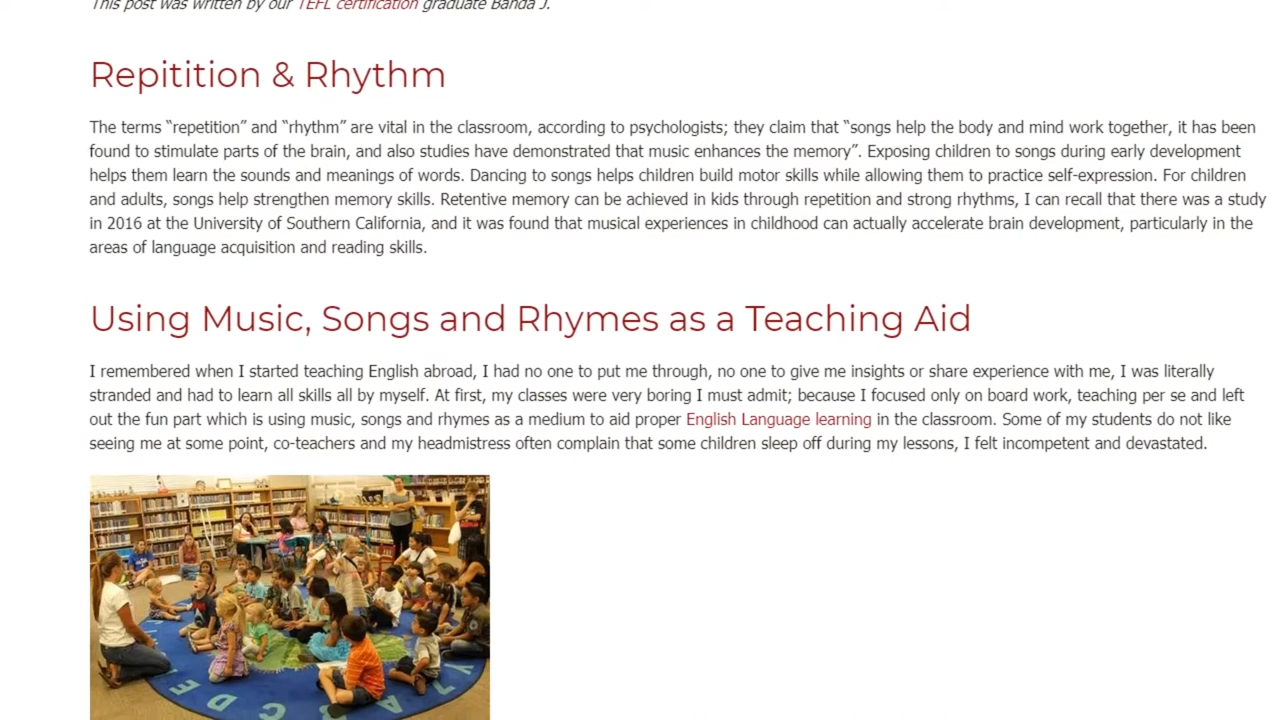 This post was written by our TEFL certification graduate Banda J.
Repitition & Rhythm
The terms “repetition” and “rhythm” are vital in the classroom, according to psychologists; they claim that “songs help the body and mind work together, it has been
found to stimulate parts of the brain, and also studies have demonstrated that music enhances the memory”. Exposing children to songs during early development
helps them learn the sounds and meanings of words. Dancing to songs helps children build motor skills while allowing them to practice self-expression. For children
and adults, songs help strengthen memory skills. Retentive memory can be achieved in kids through repetition and strong rhythms, I can recall that there was a study
in 2016 at the University of Southern California, and it was found that musical experiences in childhood can actually accelerate brain development, particularly in the
areas of language acquisition and reading skills.
Using Music, Songs and Rhymes as a Teaching Aid
I remembered when I started teaching English abroad, I had no one to put me through, no one to give me insights or share experience with me, I was literally
stranded and had to learn all skills all by myself. At first, my classes were very boring I must admit; because I focused only on board work, teaching per se and left
out the fun part which is using music, songs and rhymes as a medium to aid proper English Language learning in the classroom. Some of my students do not like
seeing me at some point, co-teachers and my headmistress often complain that some children sleep off during my lessons, I felt incompetent and devastated.